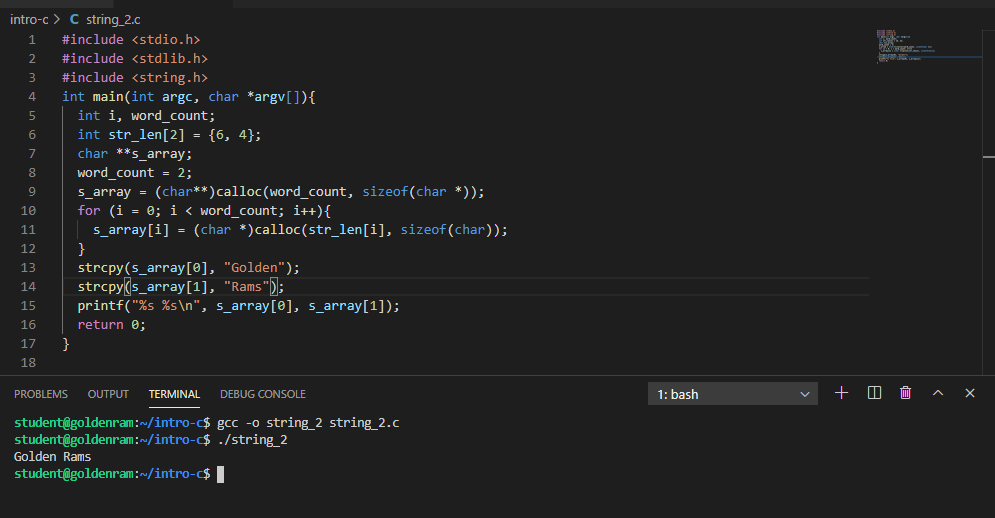 intro-c > C string_2.c
1 #include <stdio.h>
2 #include <stdlib.h>
3 #include <string.h>
4 int main(int argc, char *argv[]){
5   int i, word_count;
6   int str_len[2] = {6, 4};
7   char **s_array;
8   word_count = 2;
9   s_array = (char**)calloc(word_count, sizeof(char *));
10   for (i = 0; i < word_count; i++){
11     s_array[i] = (char *)calloc(str_len[i], sizeof(char));
12   }
13   strcpy(s_array[0], "Golden");
14   strcpy(s_array[1], "Rams");
15   printf("%s %s\n", s_array[0], s_array[1]);
16   return 0;
17 }
18
PROBLEMS OUTPUT TERMINAL DEBUG CONSOLE 1: bash
student@goldenram:~/intro-c$ gcc -o string_2 string_2.c
student@goldenram:~/intro-c$ ./string_2
Golden Rams
student@goldenram:~/intro-c$